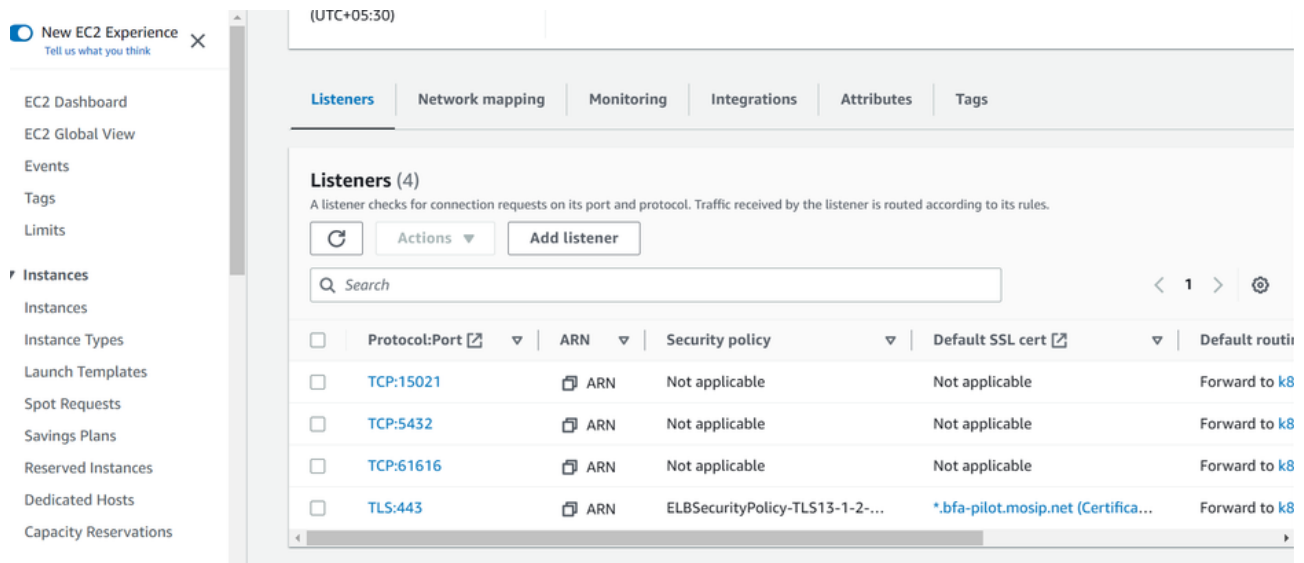 New EC2 Experience
Tell us what you think
EC2 Dashboard
EC2 Global View
Events
Tags
Limits
Instances
Instances
Instance Types
Launch Templates
Spot Requests
Savings Plans
Reserved Instances
Dedicated Hosts
Capacity Reservations
(UTC+05:30)
Listeners Network mapping Monitoring Integrations Attributes Tags
Listeners (4)
A listener checks for connection requests on its port and protocol. Traffic received by the listener is routed according to its rules.
Actions Add listener
Search 1
Protocol:Port ARN Security policy Default SSL cert Default routin
TCP:15021 ARN Not applicable Not applicable Forward to k8
TCP:5432 ARN Not applicable Not applicable Forward to k8
TCP:61616 ARN Not applicable Not applicable Forward to k8
TLS:443 ARN ELBSecurityPolicy-TLS13-1-2-... *.bfa-pilot.mosip.net (Certifica... Forward to k8